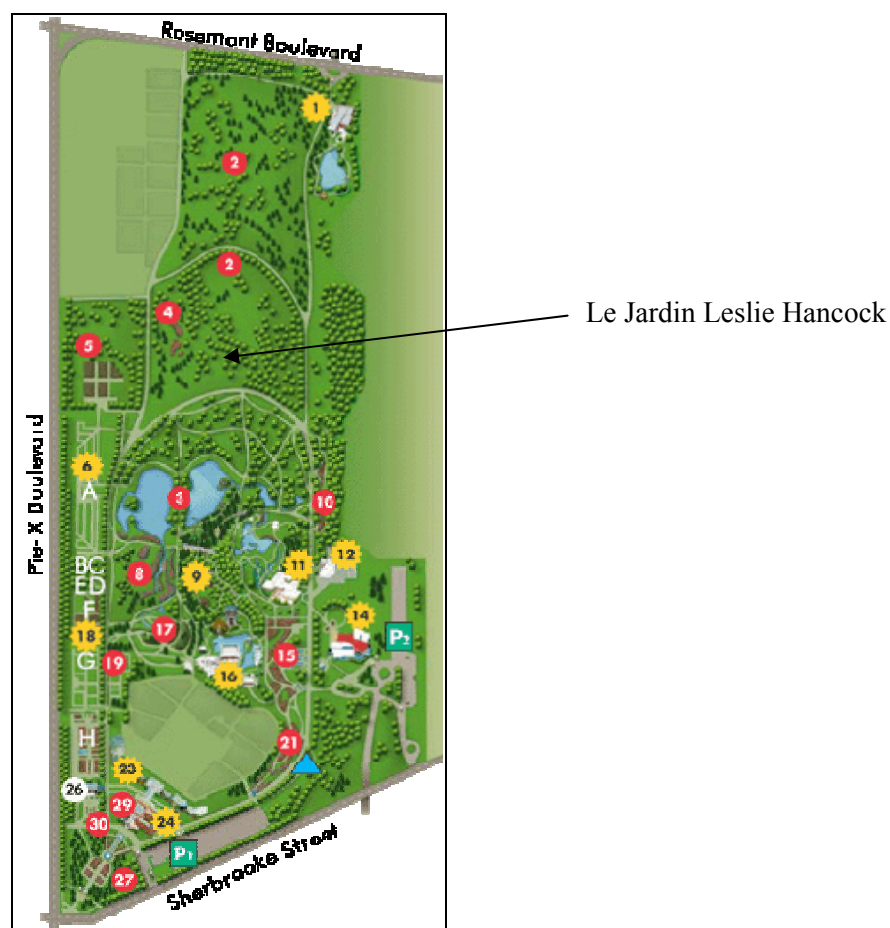 Rosemont Boulevard
1
2
2
Le Jardin Leslie Hancock
4
5
Pie-X Boulevard
6
A
3
10
BC
ED
F
8
9
11
12
14
P2
18
G
19
17
15
16
H
21
23
26
29
30
24
P1
27
Sherbrooke Street